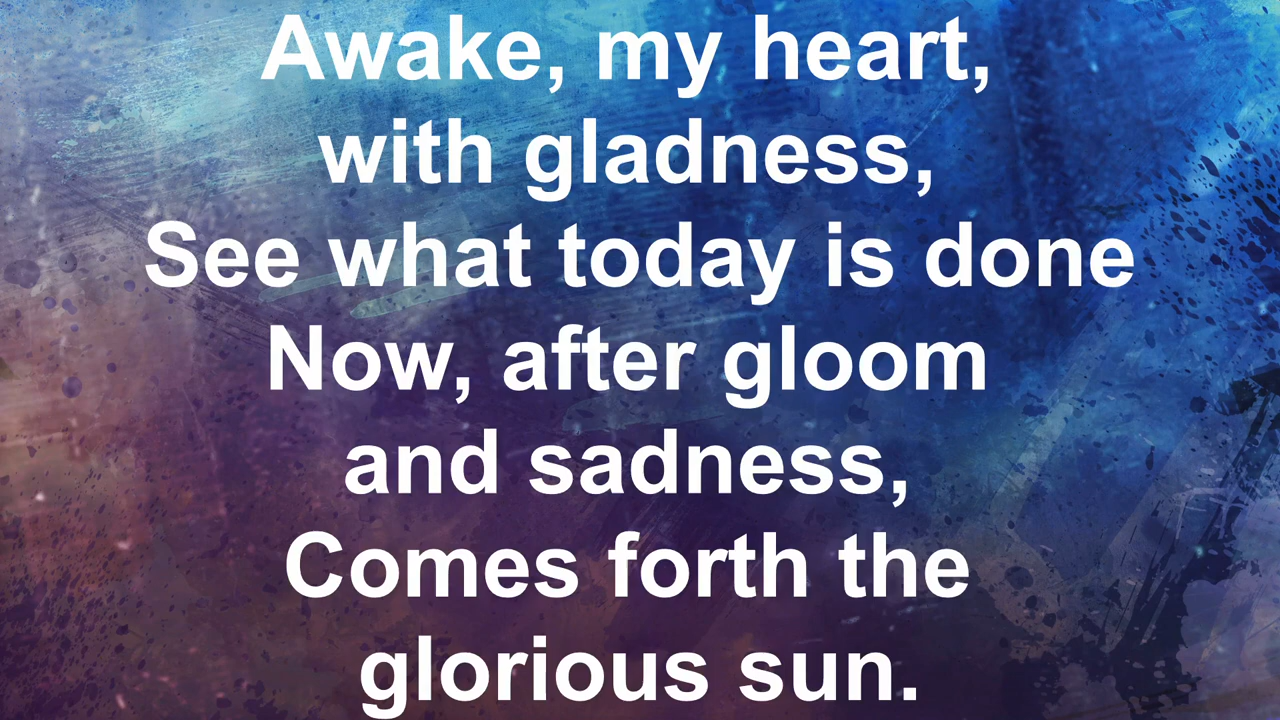 Awake, my heart,
with gladness,
See what today is done
Now, after gloom
and sadness,
Comes forth the
glorious sun.